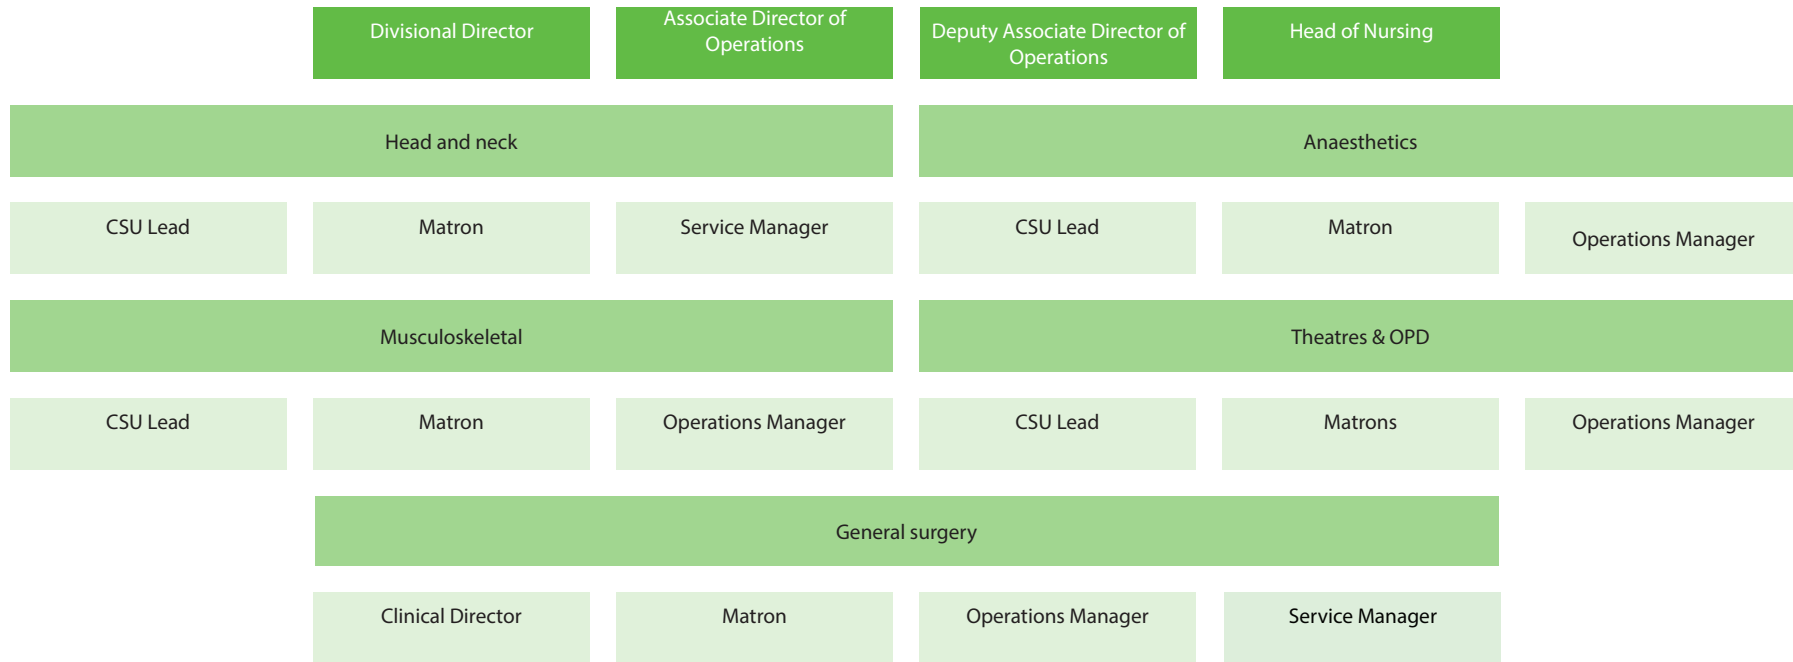 Divisional Director
Associate Director of
Operations
Deputy Associate Director of
Operations
Head of Nursing
Head and neck
Anaesthetics
CSU Lead
Matron
Service Manager
CSU Lead
Matron
Operations Manager
Musculoskeletal
Theatres & OPD
CSU Lead
Matron
Operations Manager
CSU Lead
Matrons
Operations Manager
General surgery
Clinical Director
Matron
Operations Manager
Service Manager